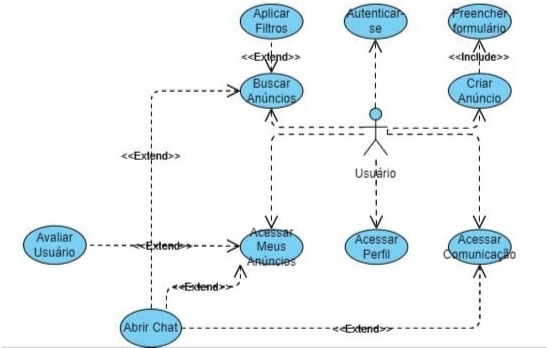 Aplicar
Filtros
Autenticar-
se
Preencher
formulário
<<Extend>>
<<Include>>
Buscar
Anúncios
Criar
Anúncio
<<Extend>>
Usuário
Avaliar
Usuário
<<Extend>>
Acessar
Meus
Anúncios
Acessar
Perfil
Acessar
Comunicação
<<Extend>>
Abrir Chat
<<Extend>>